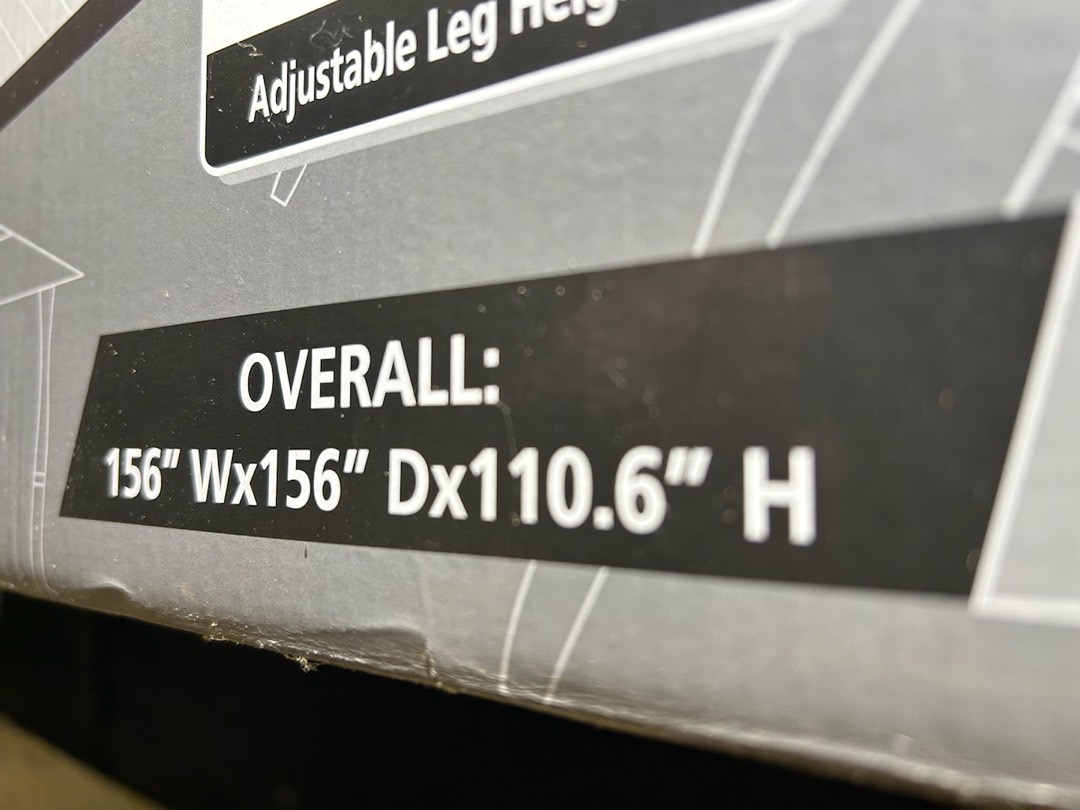 Adjustable Leg
OVERALL:
156” Wx156” Dx110.6” H